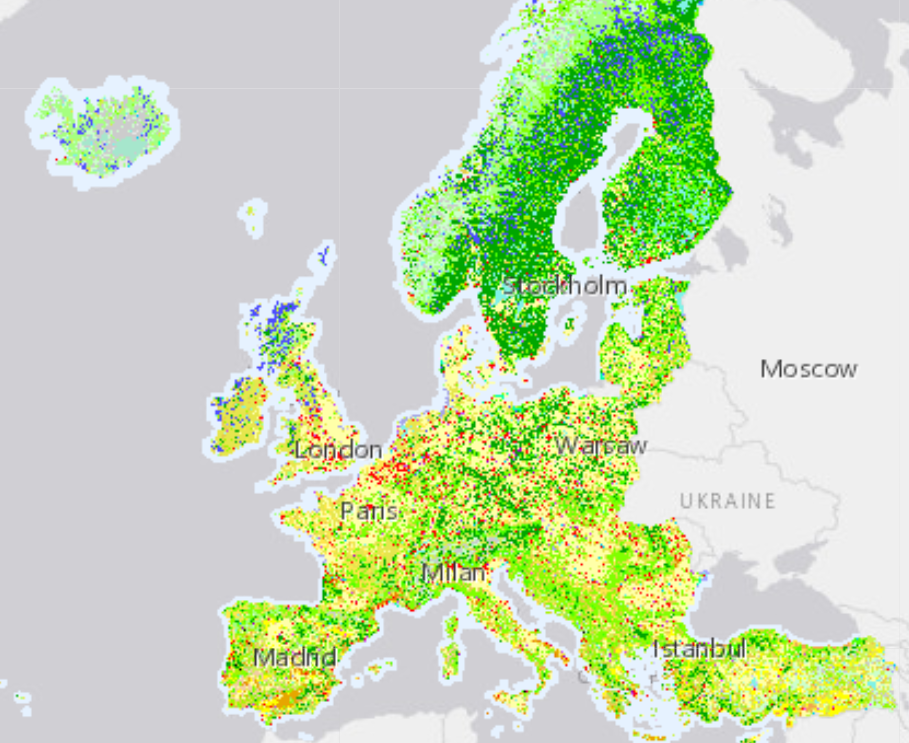 Stockholm
Moscow
Warsaw
London
UKRAINE
Paris
Milan
Istanbul
Madrid